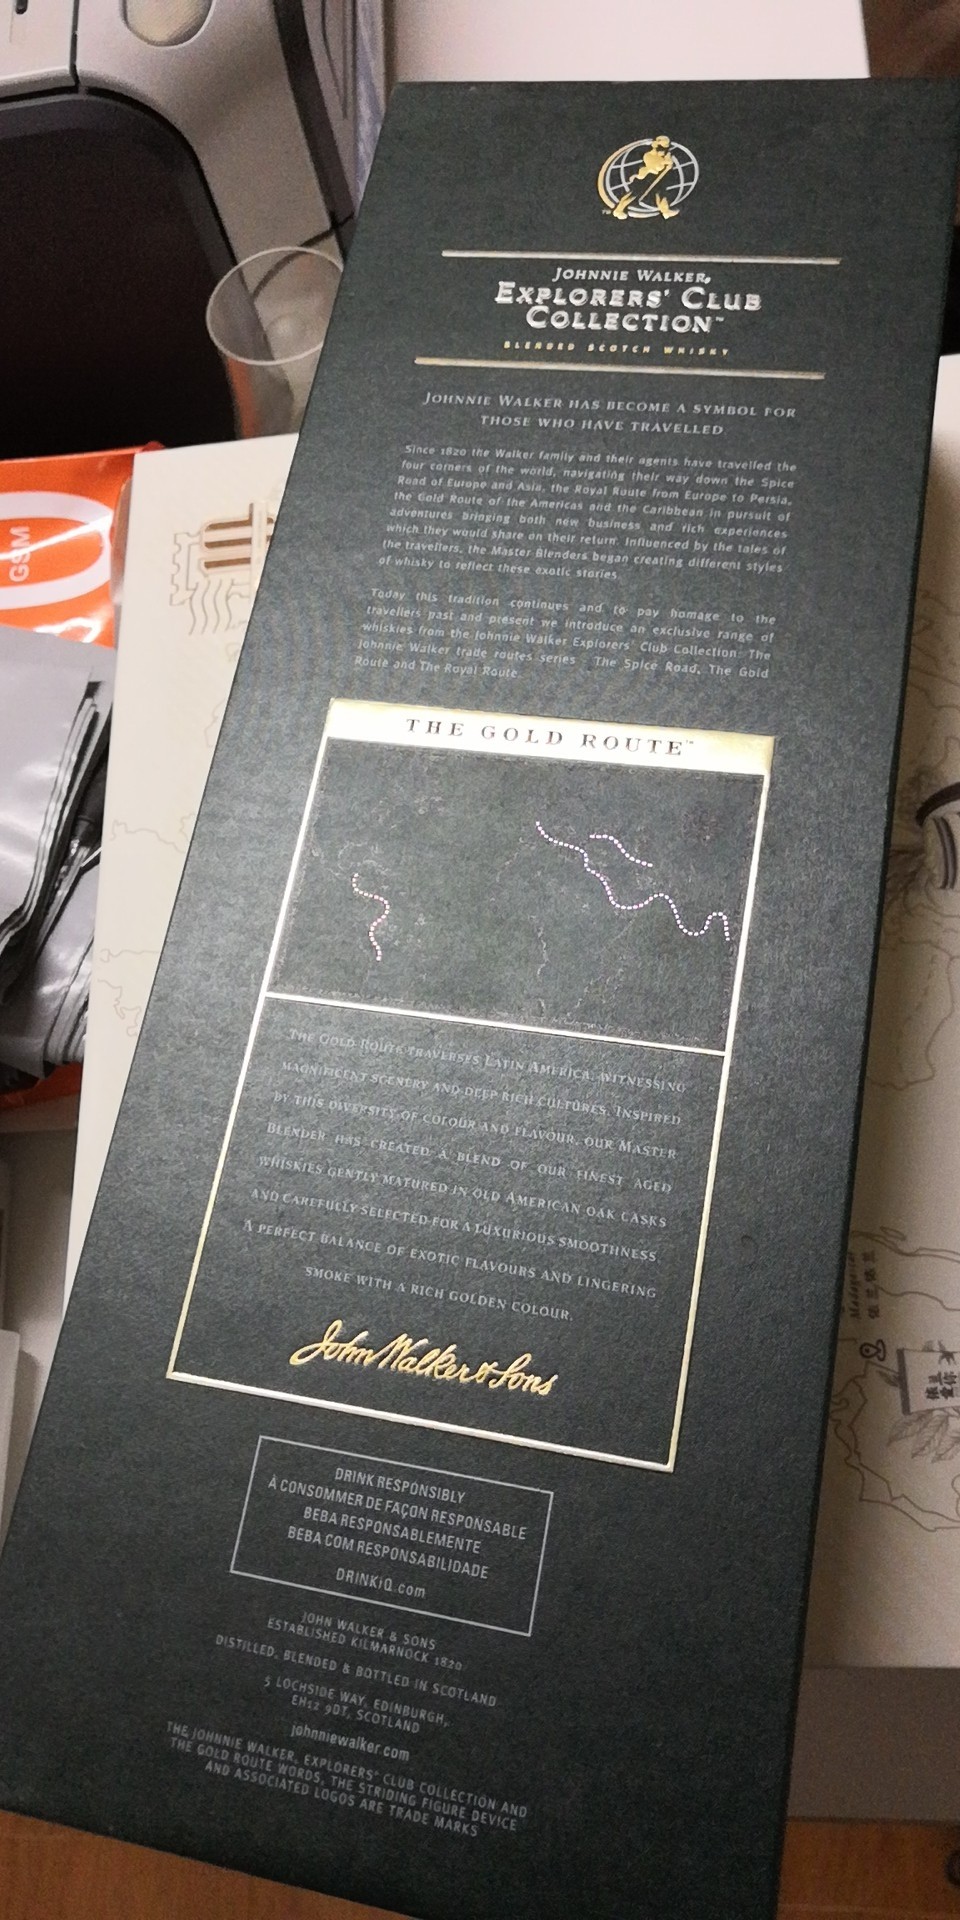 JOHNNIE WALKER
EXPLORERS' CLUB
COLLECTION™
BLENDED SCOTCH WHISKY
JOHNNIE WALKER HAS BECOME A SYMBOL FOR
THOSE WHO HAVE TRAVELLED
Since 1820 the Walker family and their agents have travelled the
four corners of the world, navigating their way down the Spice
Road of Europe and Asia, the Royal Route from Europe to Persia,
the Gold Route of the Americas and the Caribbean in pursuit of
adventures bringing both new business and rich experiences
which they would share on their return. Influenced by the tales of
the travellers, the Master Blenders began creating different styles
of whisky to reflect these exotic stories.
Today this tradition continues and to pay homage to the
travellers past and present we introduce an exclusive range of
whiskies from the Johnnie Walker Explorers' Club Collection: The
Johnnie Walker trade routes series - The Spice Road, The Gold
Route and The Royal Route.
THE GOLD ROUTE™
THE GOLD ROUTE TRAVERSES LATIN AMERICA, WITNESSING
MAGNIFICENT SCENERY AND DEEP RICH CULTURES. INSPIRED
BY THIS DIVERSITY OF COLOUR AND FLAVOUR, OUR MASTER
BLENDER HAS CREATED A BLEND OF OUR FINEST AGED
WHISKIES GENTLY MATURED IN OLD AMERICAN OAK CASKS
AND CAREFULLY SELECTED FOR A LUXURIOUS SMOOTHNESS.
A PERFECT BALANCE OF EXOTIC FLAVOURS AND LINGERING
SMOKE WITH A RICH GOLDEN COLOUR.
John Walker & Sons
DRINK RESPONSIBLY
À CONSOMMER DE FAÇON RESPONSABLE
BEBA RESPONSABLEMENTE
BEBA COM RESPONSABILIDADE
DRINKiQ.com
JOHN WALKER & SONS
ESTABLISHED KILMARNOCK 1820
DISTILLED, BLENDED & BOTTLED IN SCOTLAND
5 LOCHSIDE WAY, EDINBURGH,
EH12 9DT, SCOTLAND
johnniewalker.com
THE JOHNNIE WALKER, EXPLORERS' CLUB COLLECTION AND
THE GOLD ROUTE WORDS, THE STRIDING FIGURE DEVICE
AND ASSOCIATED LOGOS ARE TRADE MARKS
GSM